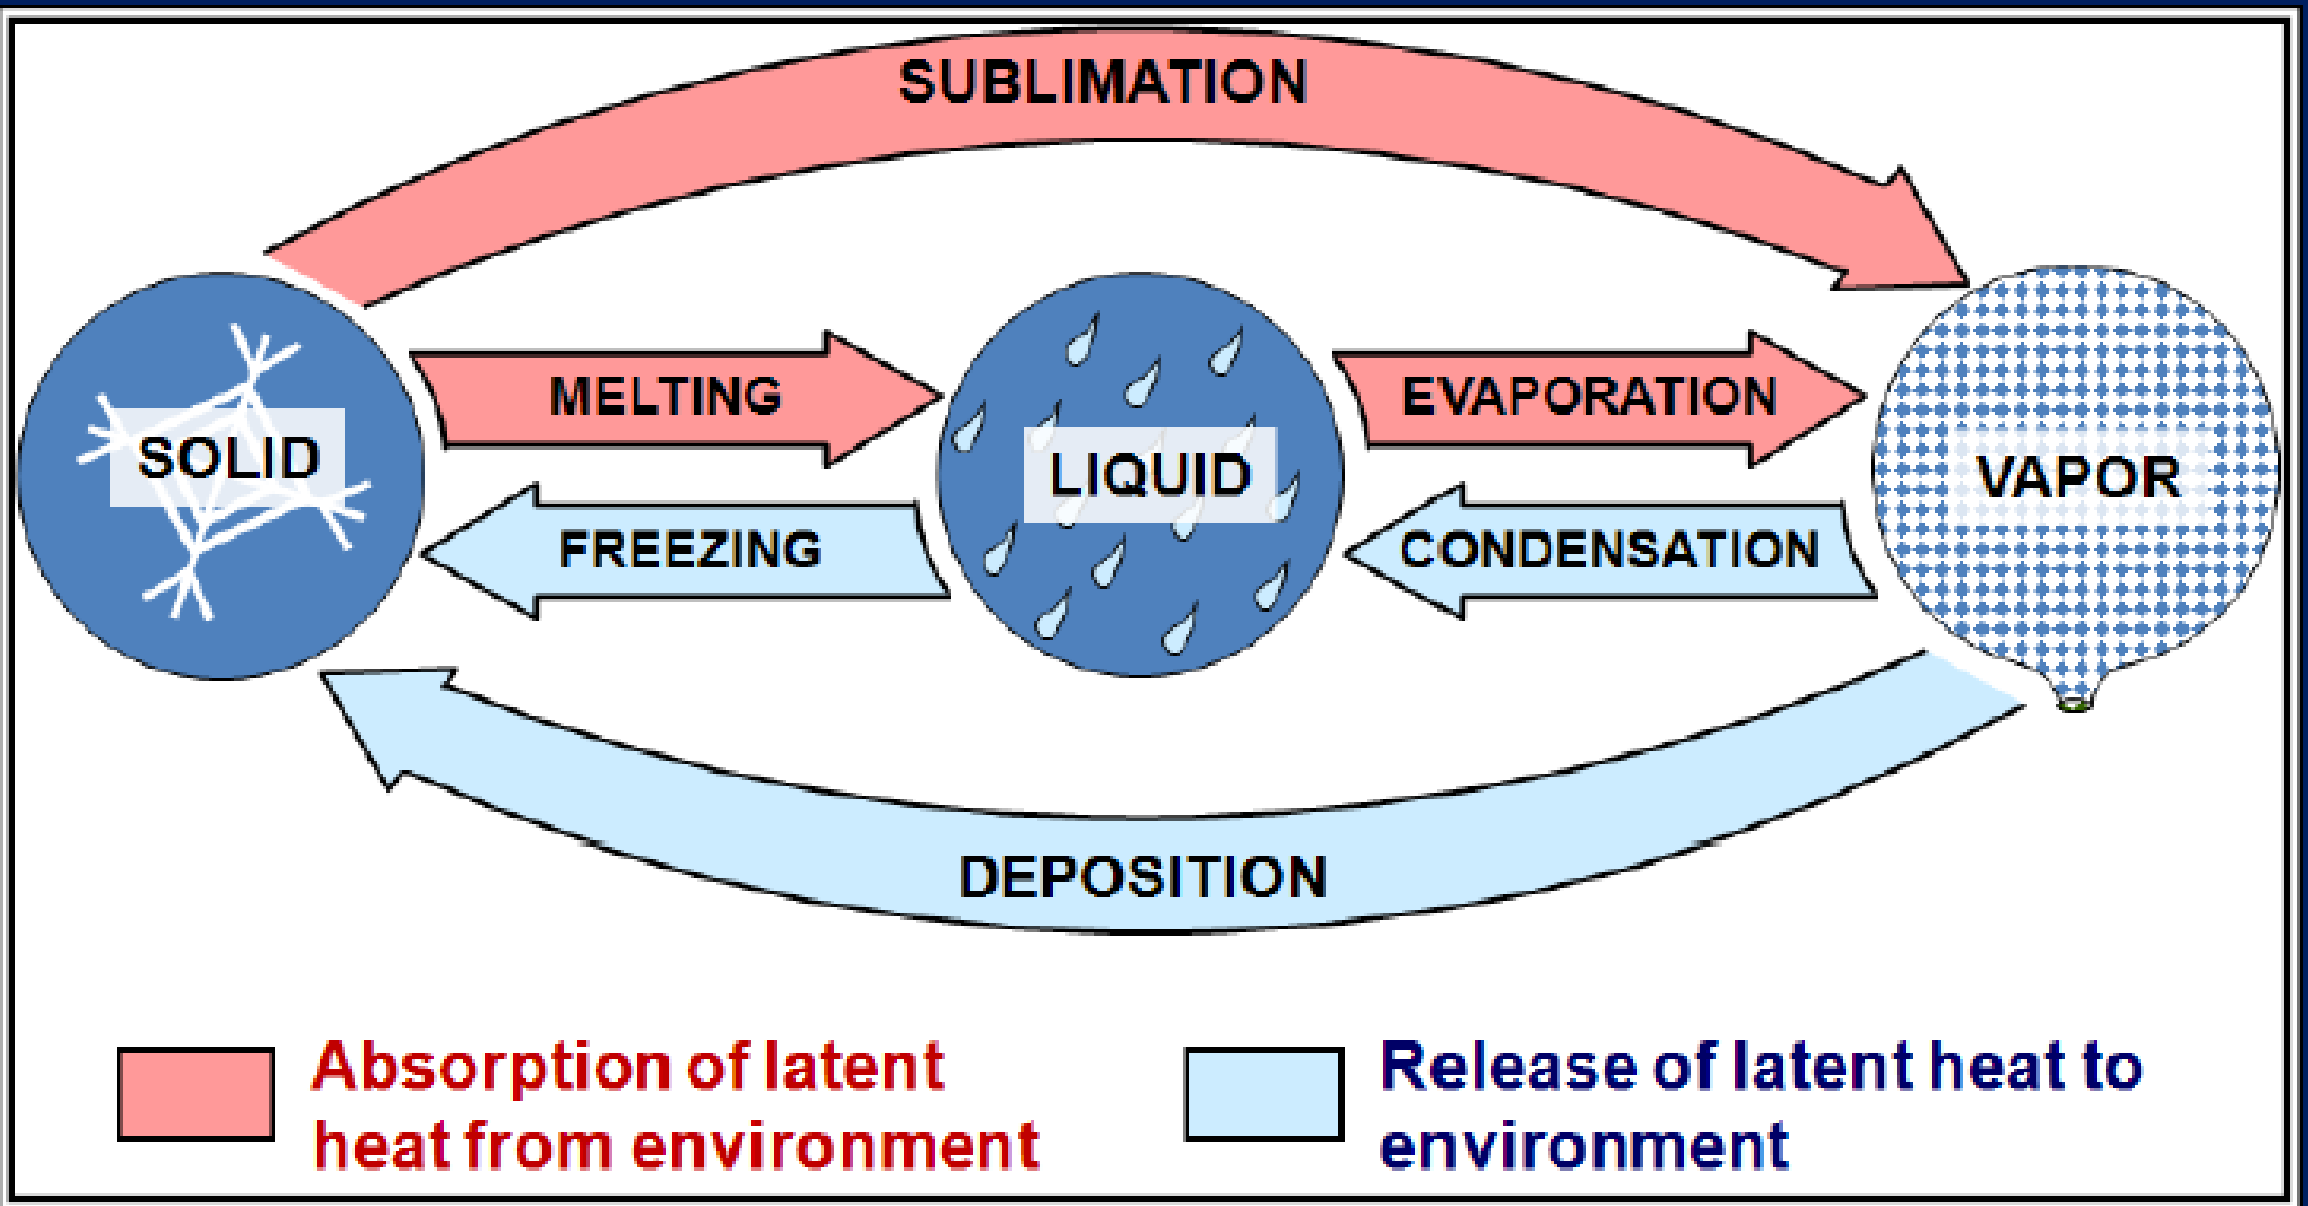 SUBLIMATION
MELTING
EVAPORATION
SOLID
LIQUID
VAPOR
FREEZING
CONDENSATION
DEPOSITION
Absorption of latent
heat from environment
Release of latent heat to
environment